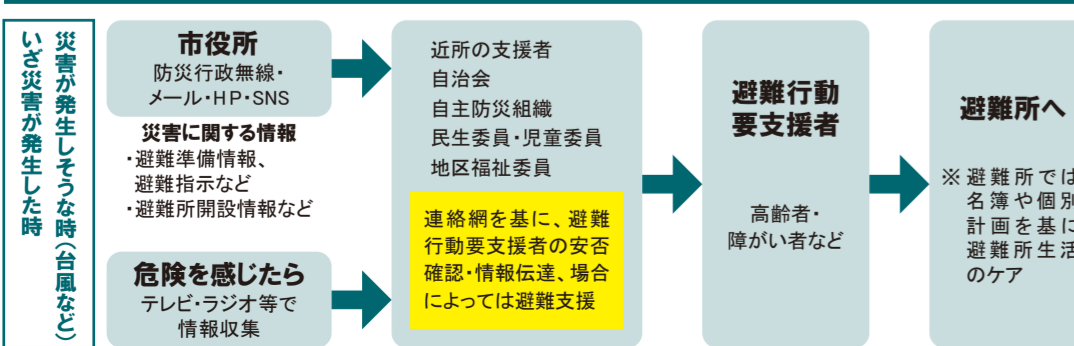 災害が発生しそうな時(台風など)
いざ災害が発生した時
市役所
防災行政無線・
メール・HP・SNS
災害に関する情報
・避難準備情報、
避難指示など
・避難所開設情報など
危険を感じたら
テレビ・ラジオ等で
情報収集
近所の支援者
自治会
自主防災組織
民生委員・児童委員
地区福祉委員
連絡網を基に、避難
行動要支援者の安否
確認・情報伝達、場合
によっては避難支援
避難行動
要支援者
高齢者・
障がい者など
避難所へ
※避難所では
名簿や個別
計画を基に
避難所生活
のケア